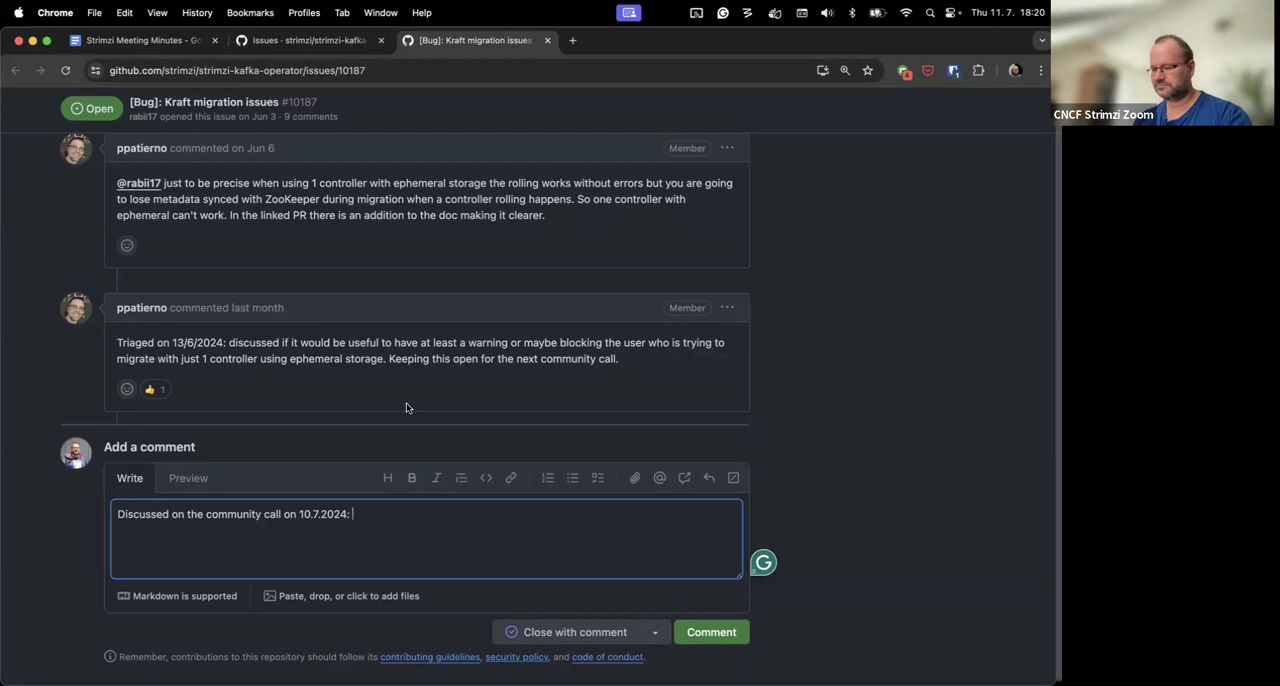 Chrome File Edit View History Bookmarks Profiles Tab Window Help Thu 11. 7. 18:20
Strimzi Meeting Minutes – Go
Issues · strimzi/strimzi-kafka
[Bug]: Kraft migration issues
github.com/strimzi/strimzi-kafka-operator/issues/10187
Open
[Bug]: Kraft migration issues #10187
rabii17 opened this issue on Jun 3 · 9 comments
CNCF Strimzi Zoom
ppatierno commented on Jun 6
Member
@rabii17 just to be precise when using 1 controller with ephemeral storage the rolling works without errors but you are going
to lose metadata synced with ZooKeeper during migration when a controller rolling happens. So one controller with
ephemeral can't work. In the linked PR there is an addition to the doc making it clearer.
ppatierno commented last month
Member
Triaged on 13/6/2024: discussed if it would be useful to have at least a warning or maybe blocking the user who is trying to
migrate with just 1 controller using ephemeral storage. Keeping this open for the next community call.
👍 1
Add a comment
Write Preview
Discussed on the community call on 10.7.2024:
Markdown is supported
Paste, drop, or click to add files
Close with comment
Comment
Remember, contributions to this repository should follow its contributing guidelines, security policy, and code of conduct.